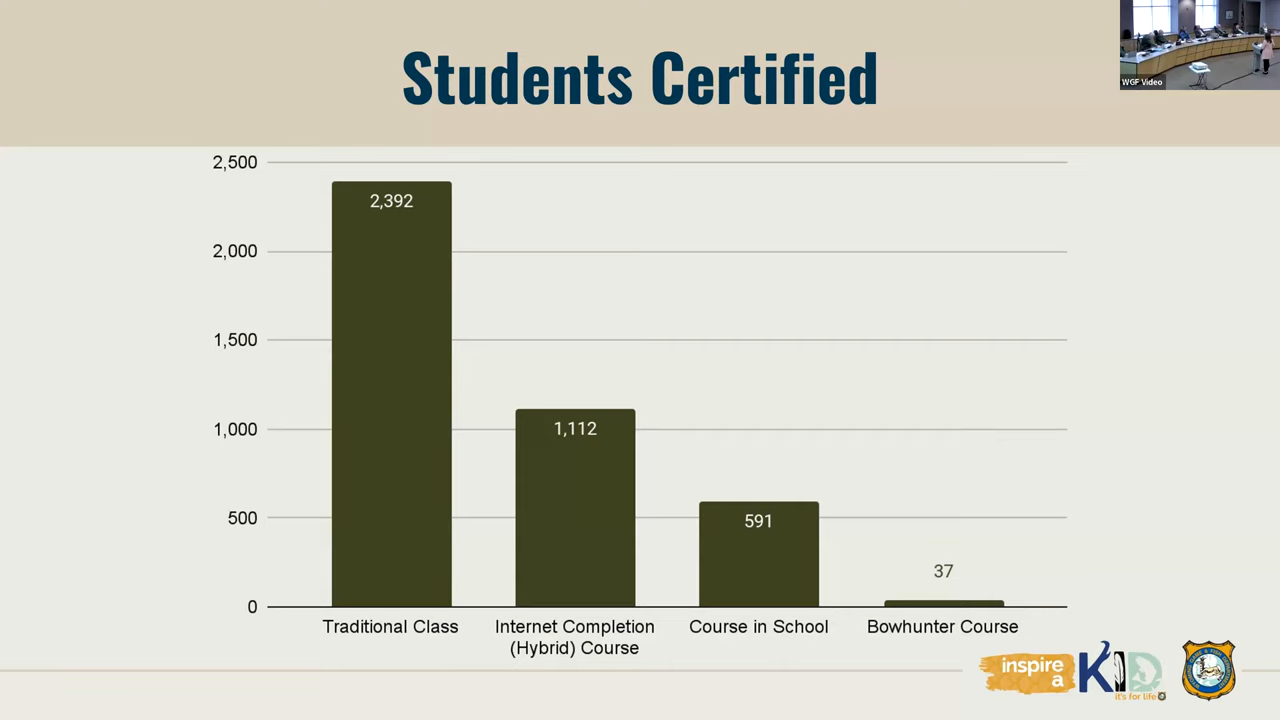 Students Certified
WGF Video
2,500
2,392
2,000
1,500
1,112
1,000
591
500
37
0
Traditional Class
Internet Completion
(Hybrid) Course
Course in School
Bowhunter Course
inspire
a
KID
it's for life